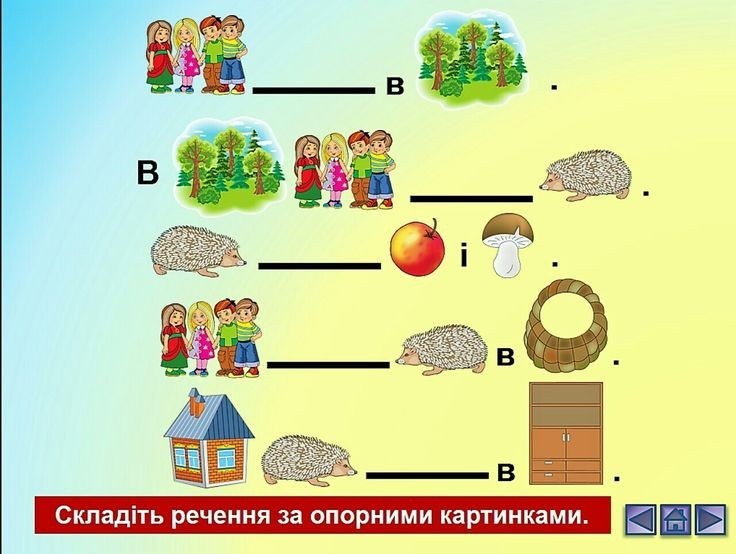 в .
В .
і .
в .
в .
Складіть речення за опорними картинками.